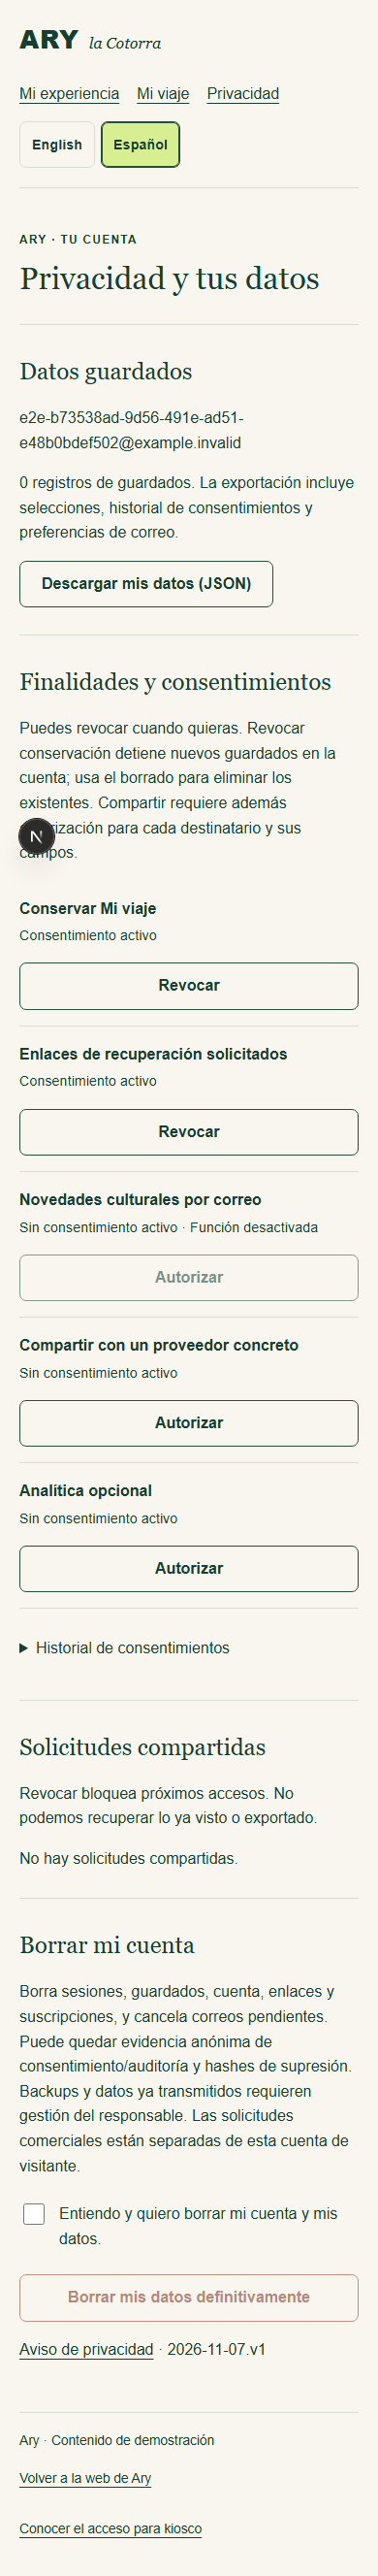 ARY la Cotorra
Mi experiencia Mi viaje Privacidad
English Español
ARY · TU CUENTA
Privacidad y tus datos
Datos guardados
e2e-b73538ad-9d56-491e-ad51-
e48b0bdef502@example.invalid
0 registros de guardados. La exportación incluye
selecciones, historial de consentimientos y
preferencias de correo.
Descargar mis datos (JSON)
Finalidades y consentimientos
Puedes revocar cuando quieras. Revocar
conservación detiene nuevos guardados en la
cuenta; usa el borrado para eliminar los
existentes. Compartir requiere además
N rización para cada destinatario y sus
campos.
Conservar Mi viaje
Consentimiento activo
Revocar
Enlaces de recuperación solicitados
Consentimiento activo
Revocar
Novedades culturales por correo
Sin consentimiento activo · Función desactivada
Autorizar
Compartir con un proveedor concreto
Sin consentimiento activo
Autorizar
Analítica opcional
Sin consentimiento activo
Autorizar
Historial de consentimientos
Solicitudes compartidas
Revocar bloquea próximos accesos. No
podemos recuperar lo ya visto o exportado.
No hay solicitudes compartidas.
Borrar mi cuenta
Borra sesiones, guardados, cuenta, enlaces y
suscripciones, y cancela correos pendientes.
Puede quedar evidencia anónima de
consentimiento/auditoría y hashes de supresión.
Backups y datos ya transmitidos requieren
gestión del responsable. Las solicitudes
comerciales están separadas de esta cuenta de
visitante.
Entiendo y quiero borrar mi cuenta y mis
datos.
Borrar mis datos definitivamente
Aviso de privacidad · 2026-11-07.v1
Ary · Contenido de demostración
Volver a la web de Ary
Conocer el acceso para kiosco